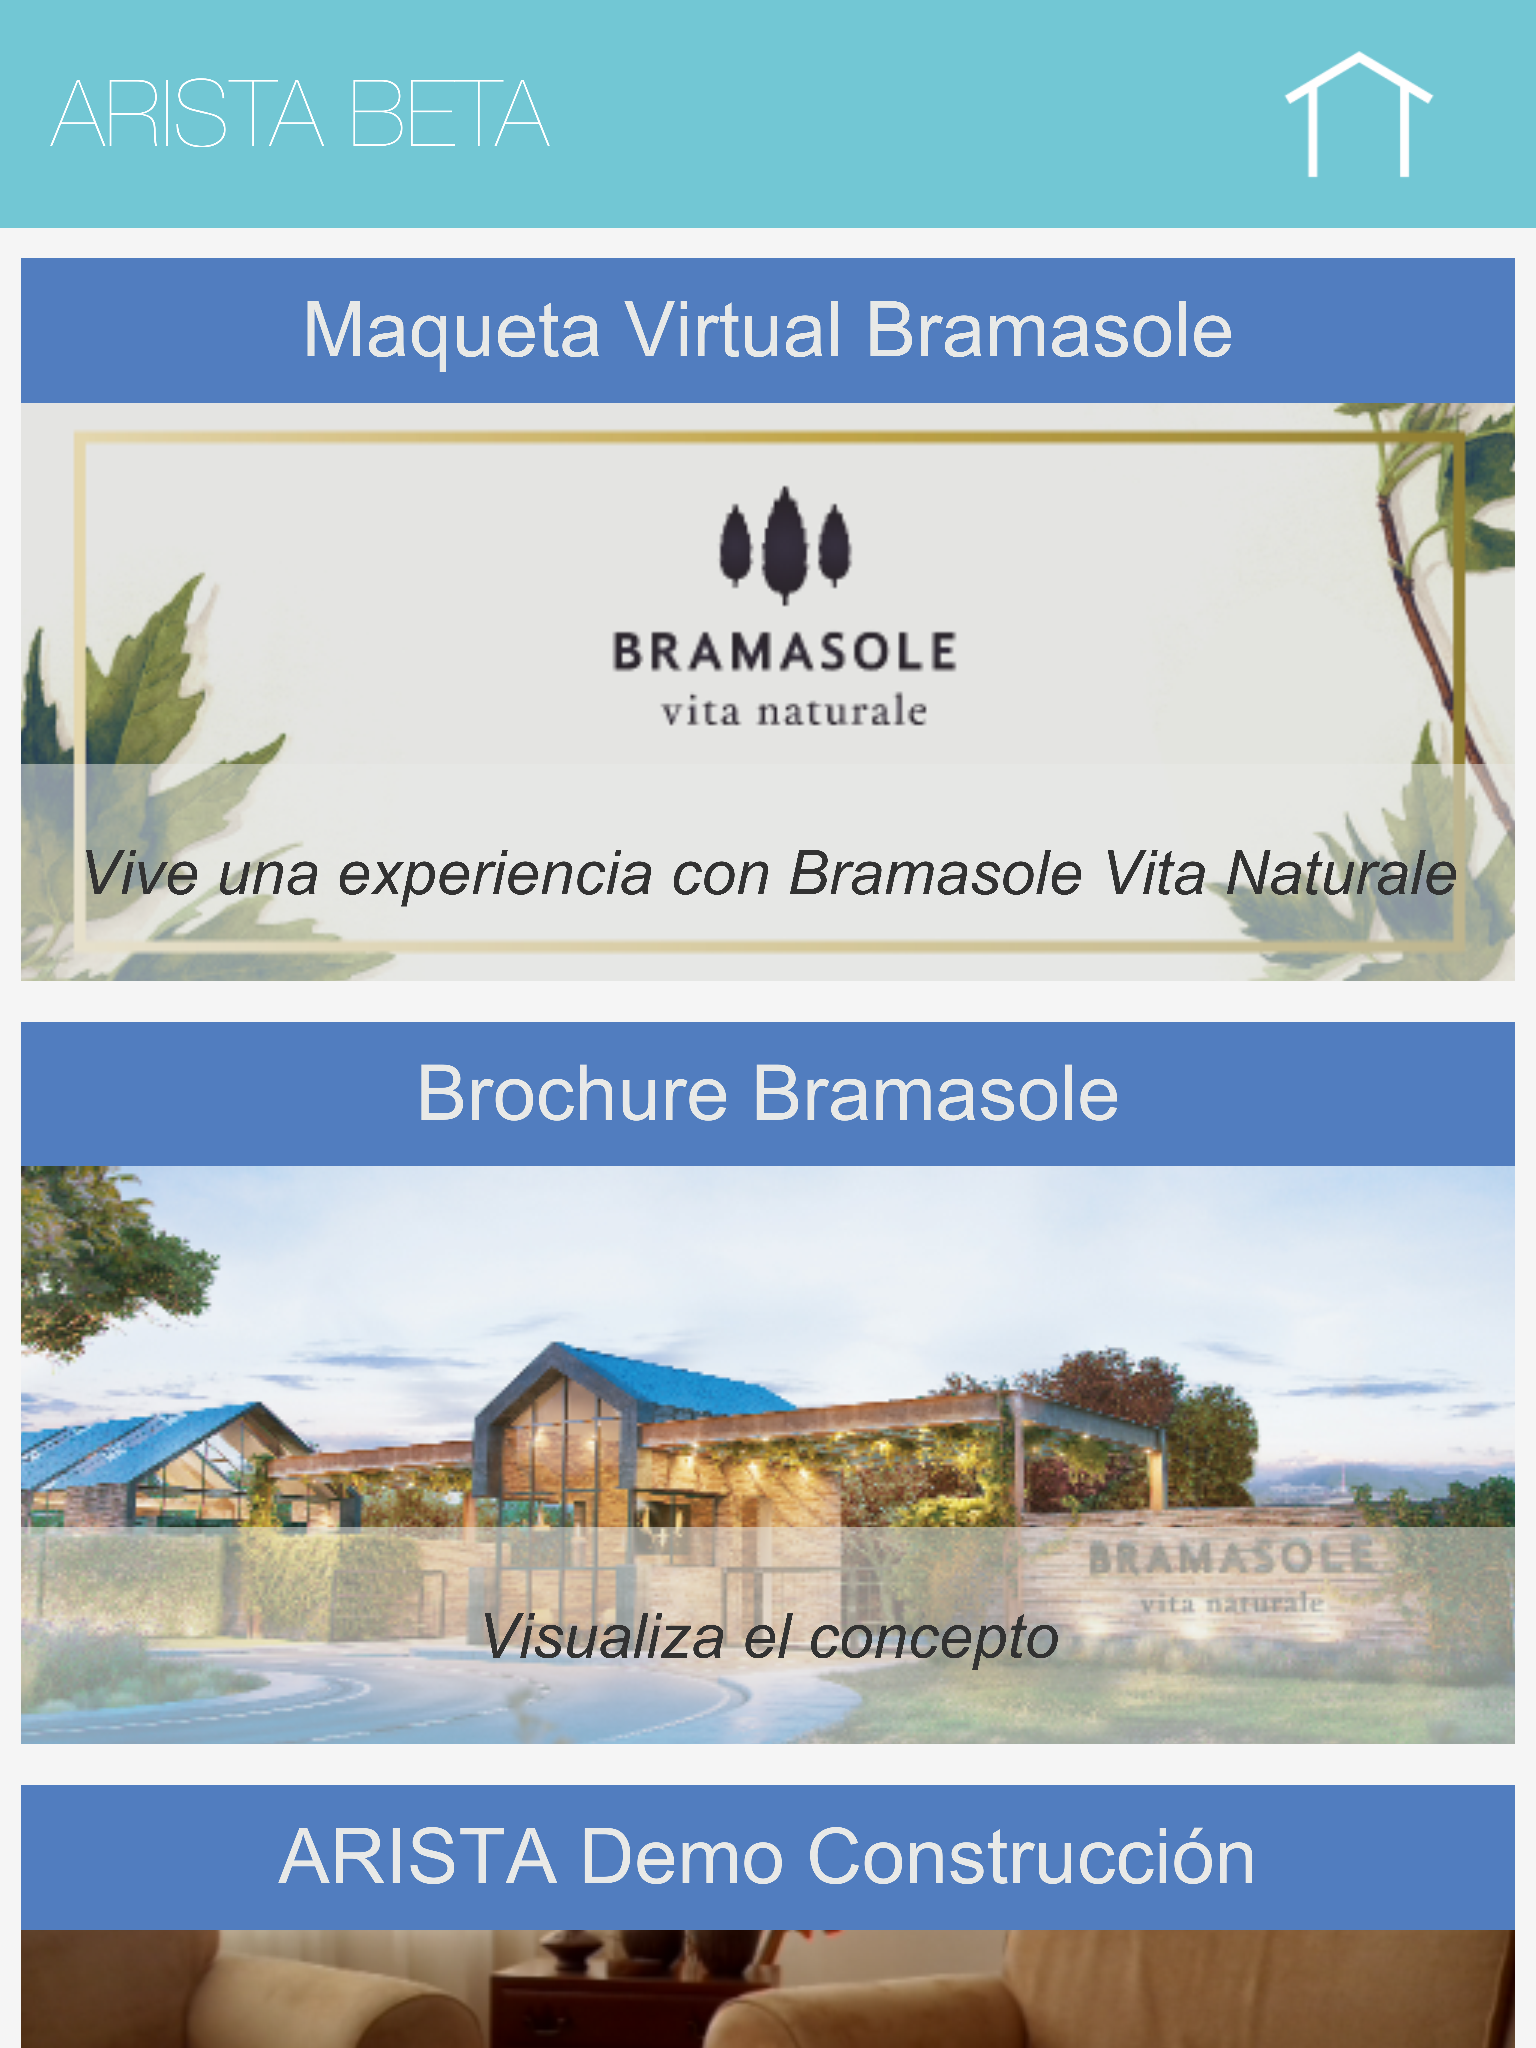 ARISTA BETA
Maqueta Virtual Bramasole
BRAMASOLE
vita naturale
Vive una experiencia con Bramasole Vita Naturale
Brochure Bramasole
BRAMASOLE
vita naturale
Visualiza el concepto
ARISTA Demo Construcción